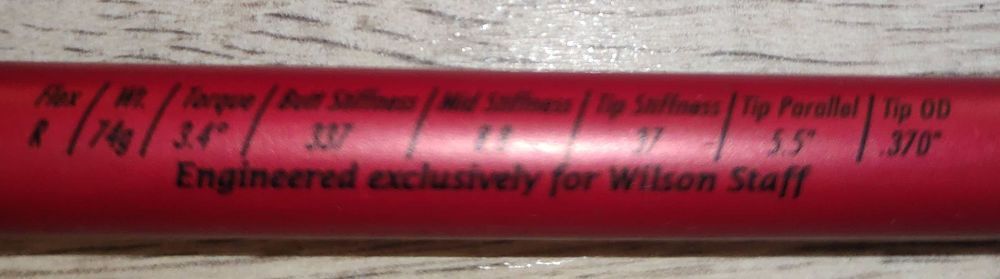 Flex / Wt. / Torque / Butt Stiffness / Mid Stiffness / Tip Stiffness / Tip Parallel / Tip OD
R / 74g / 3.4° / 337 / / 37 / 5.5" / .370"
Engineered exclusively for Wilson Staff